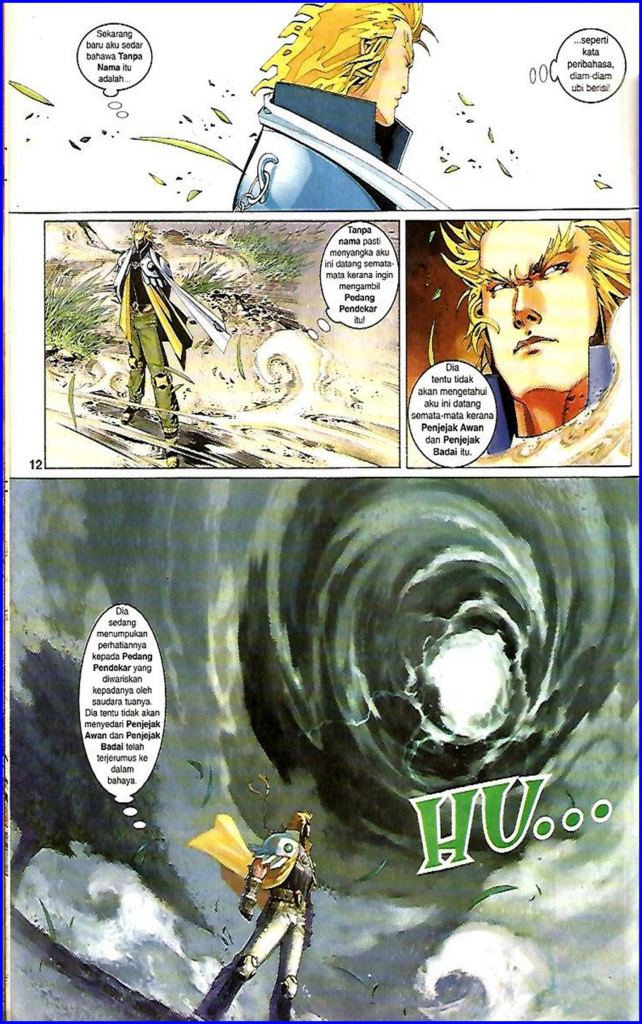 Sekarang
baru aku sedar
bahawa Tanpa
Nama itu
adalah...
...seperti
kata
peribahasa,
diam-diam
ubi berisi!
Tanpa
nama pasti
menyangka aku
ini datang semata-
mata kerana ingin
mengambil
Pedang
Pendekar
itu!
Dia
tentu tidak
akan mengetahui
aku ini datang
semata-mata kerana
Penjejak Awan
dan Penjejak
Badai itu.
12
Dia
sedang
menumpukan
perhatiannya
kepada Pedang
Pendekar yang
diwariskan
kepadanya oleh
saudara tuanya.
Dia tentu tidak akan
menyedari Penjejak
Awan dan Penjejak
Badai telah
terjerumus ke
dalam
bahaya.
HU...